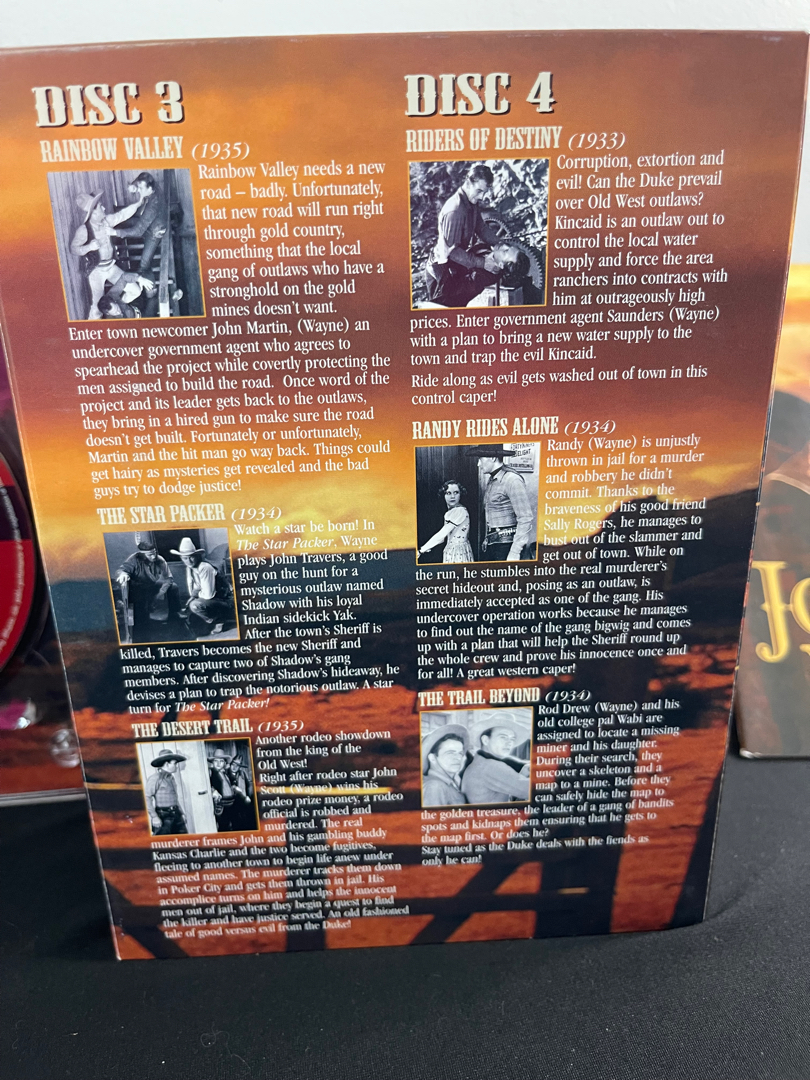 DISC 3
RAINBOW VALLEY (1935)
Rainbow Valley needs a new
road – badly. Unfortunately,
that new road will run right
through gold country,
something that the local
gang of outlaws who have a
stronghold on the gold
mines doesn't want.
Enter town newcomer John Martin, (Wayne) an
undercover government agent who agrees to
spearhead the project while covertly protecting the
men assigned to build the road. Once word of the
project and its leader gets back to the outlaws,
they bring in a hired gun to make sure the road
doesn't get built. Fortunately or unfortunately,
Martin and the hit man go way back. Things could
get hairy as mysteries get revealed and the bad
guys try to dodge justice!
THE STAR PACKER (1934)
Watch a star be born! In
The Star Packer, Wayne
plays John Travers, a good
guy on the hunt for a
mysterious outlaw named
Shadow with his loyal
Indian sidekick Yak.
After the town's Sheriff is
killed, Travers becomes the new Sheriff and
manages to capture two of Shadow's gang
members. After discovering Shadow's hideaway, he
devises a plan to trap the notorious outlaw. A star
turn for The Star Packer!
THE DESERT TRAIL (1935)
Another rodeo showdown
from the king of the
Old West!
Right after rodeo star John
Scott (Wayne) wins his
rodeo prize money, a rodeo
official is robbed and
murdered. The real
murderer frames John and his gambling buddy
Kansas Charlie and the two become fugitives,
fleeing to another town to begin life anew under
assumed names. The murderer tracks them down
in Poker City and gets them thrown in jail. His
accomplice turns on him and helps the innocent
men out of jail, where they begin a quest to find
the killer and have justice served. An old fashioned
tale of good versus evil from the Duke!
DISC 4
RIDERS OF DESTINY (1933)
Corruption, extortion and
evil! Can the Duke prevail
over Old West outlaws?
Kincaid is an outlaw out to
control the local water
supply and force the area
ranchers into contracts with
him at outrageously high
prices. Enter government agent Saunders (Wayne)
with a plan to bring a new water supply to the
town and trap the evil Kincaid.
Ride along as evil gets washed out of town in this
control caper!
RANDY RIDES ALONE (1934)
Randy (Wayne) is unjustly
thrown in jail for a murder
and robbery he didn't
commit. Thanks to the
braveness of his good friend
Sally Rogers, he manages to
bust out of the slammer and
get out of town. While on
the run, he stumbles into the real murderer's
secret hideout and, posing as an outlaw, is
immediately accepted as one of the gang. His
undercover operation works because he manages
to find out the name of the gang bigwig and comes
up with a plan that will help the Sheriff round up
the whole crew and prove his innocence once and
for all! A great western caper!
THE TRAIL BEYOND (1934)
Rod Drew (Wayne) and his
old college pal Wabi are
assigned to locate a missing
miner and his daughter.
During their search, they
uncover a skeleton and a
map to a mine. Before they
can safely hide the map to
the golden treasure, the leader of a gang of bandits
spots and kidnaps them ensuring that he gets to
the map first. Or does he?
Stay tuned as the Duke deals with the fiends as
only he can!
JO